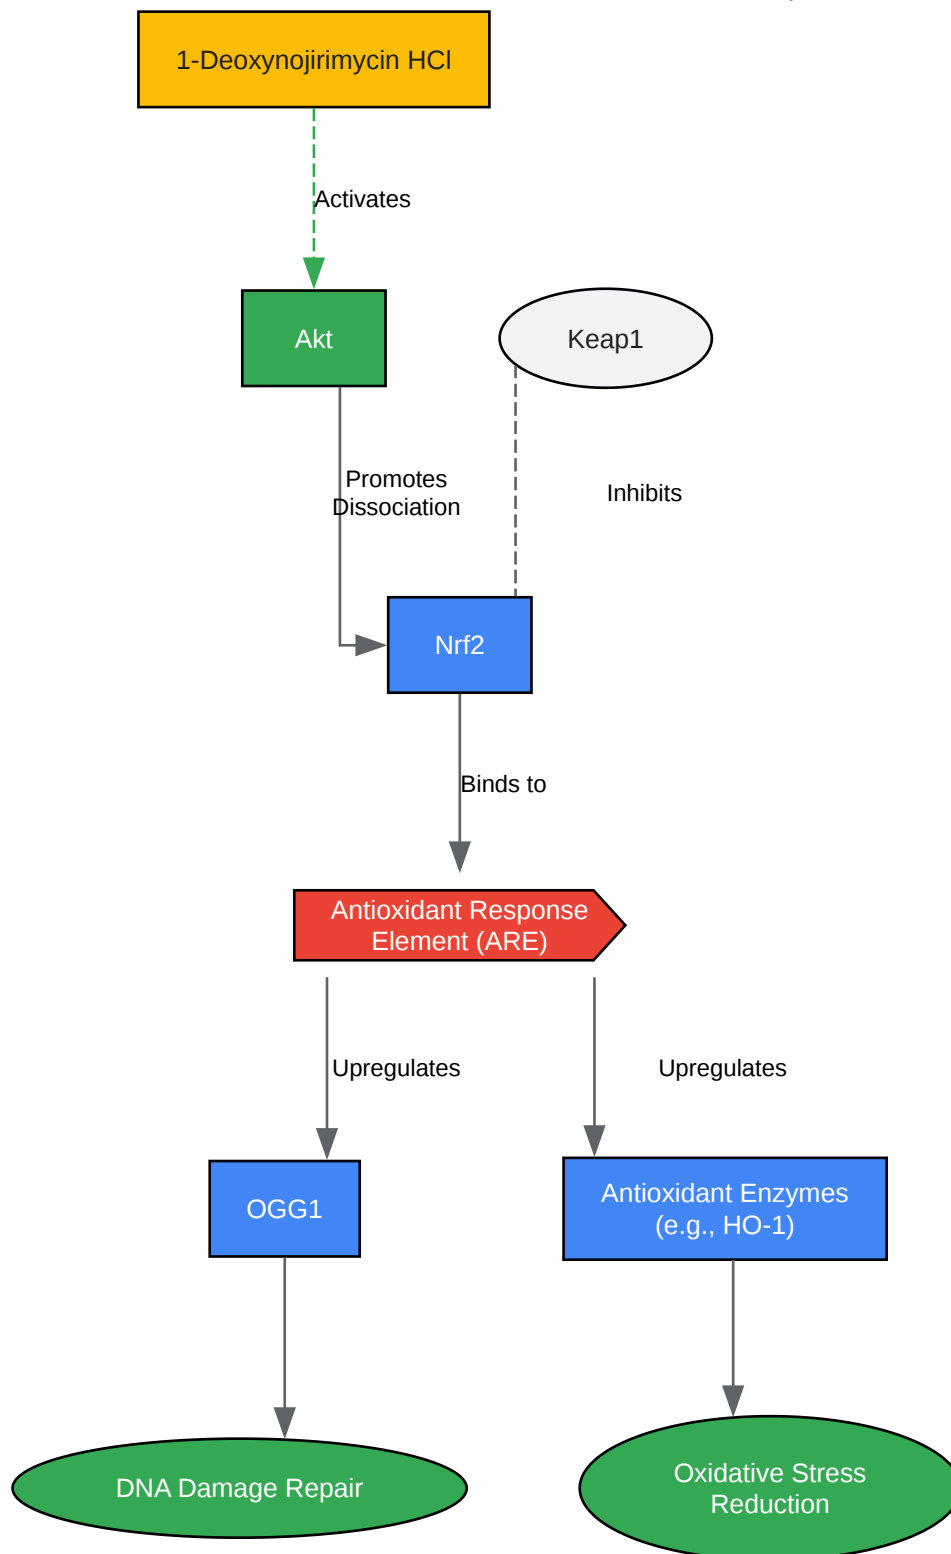 1-Deoxynojirimycin HCl
Activates
Akt
Keap1
Promotes
Dissociation
Inhibits
Nrf2
Binds to
Antioxidant Response
Element (ARE)
Upregulates
Upregulates
OGG1
Antioxidant Enzymes
(e.g., HO-1)
DNA Damage Repair
Oxidative Stress
Reduction